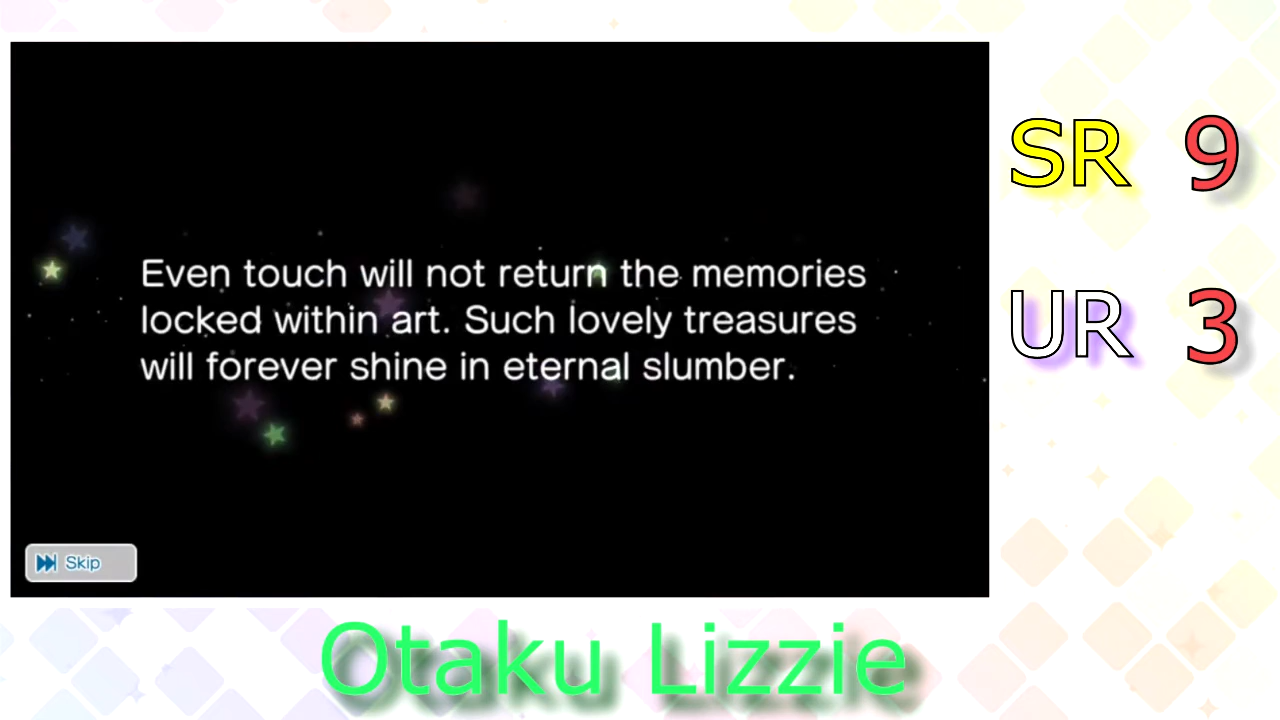 Even touch will not return the memories
locked within art. Such lovely treasures
will forever shine in eternal slumber.
Skip
SR 9
UR 3
Otaku Lizzie